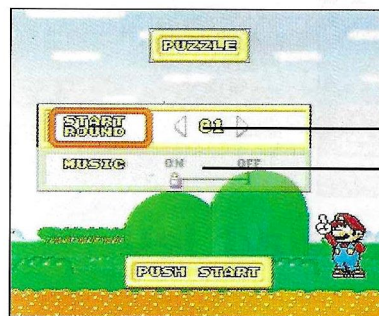 PUZZLE
START
ROUND
01
MUSIC
ON OFF
PUSH START